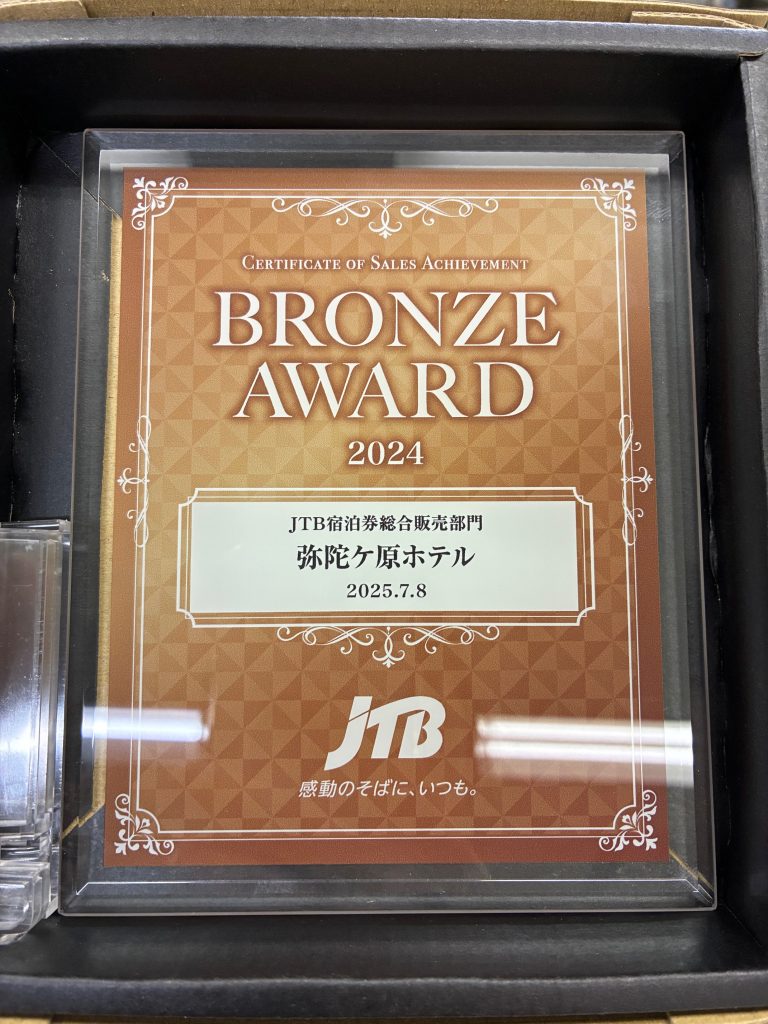 CERTIFICATE OF SALES ACHIEVEMENT
BRONZE
AWARD
2024
JTB宿泊券総合販売部門
弥陀ケ原ホテル
2025.7.8
JTB
感動のそばに、いつも。